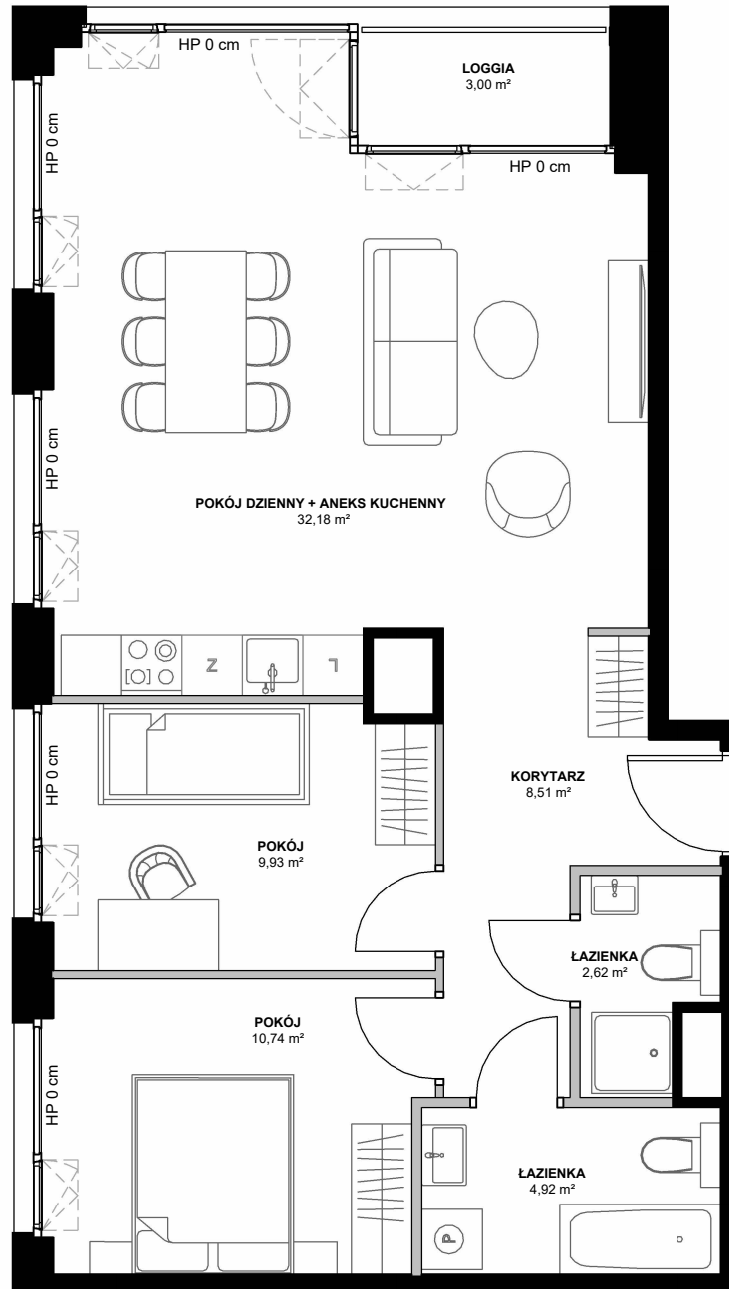 HP 0 cm
LOGGIA
3,00 m²
HP 0 cm
HP 0 cm
HP 0 cm
POKÓJ DZIENNY + ANEKS KUCHENNY
32,18 m²
Z
L
HP 0 cm
KORYTARZ
8,51 m²
POKÓJ
9,93 m²
ŁAZIENKA
2,62 m²
POKÓJ
10,74 m²
HP 0 cm
ŁAZIENKA
4,92 m²
P